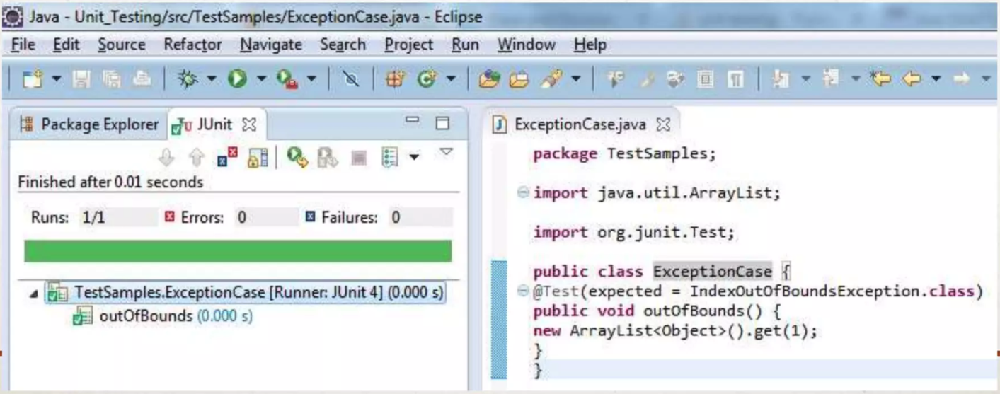 Java - Unit_Testing/src/TestSamples/ExceptionCase.java - Eclipse
File Edit Source Refactor Navigate Search Project Run Window Help
Package Explorer JUnit
Finished after 0.01 seconds
Runs: 1/1 Errors: 0 Failures: 0
TestSamples.ExceptionCase [Runner: JUnit 4] (0.000 s)
outOfBounds (0.000 s)
ExceptionCase.java
package TestSamples;
import java.util.ArrayList;
import org.junit.Test;
public class ExceptionCase {
@Test(expected = IndexOutOfBoundsException.class)
public void outOfBounds() {
new ArrayList<Object>().get(1);
}
}